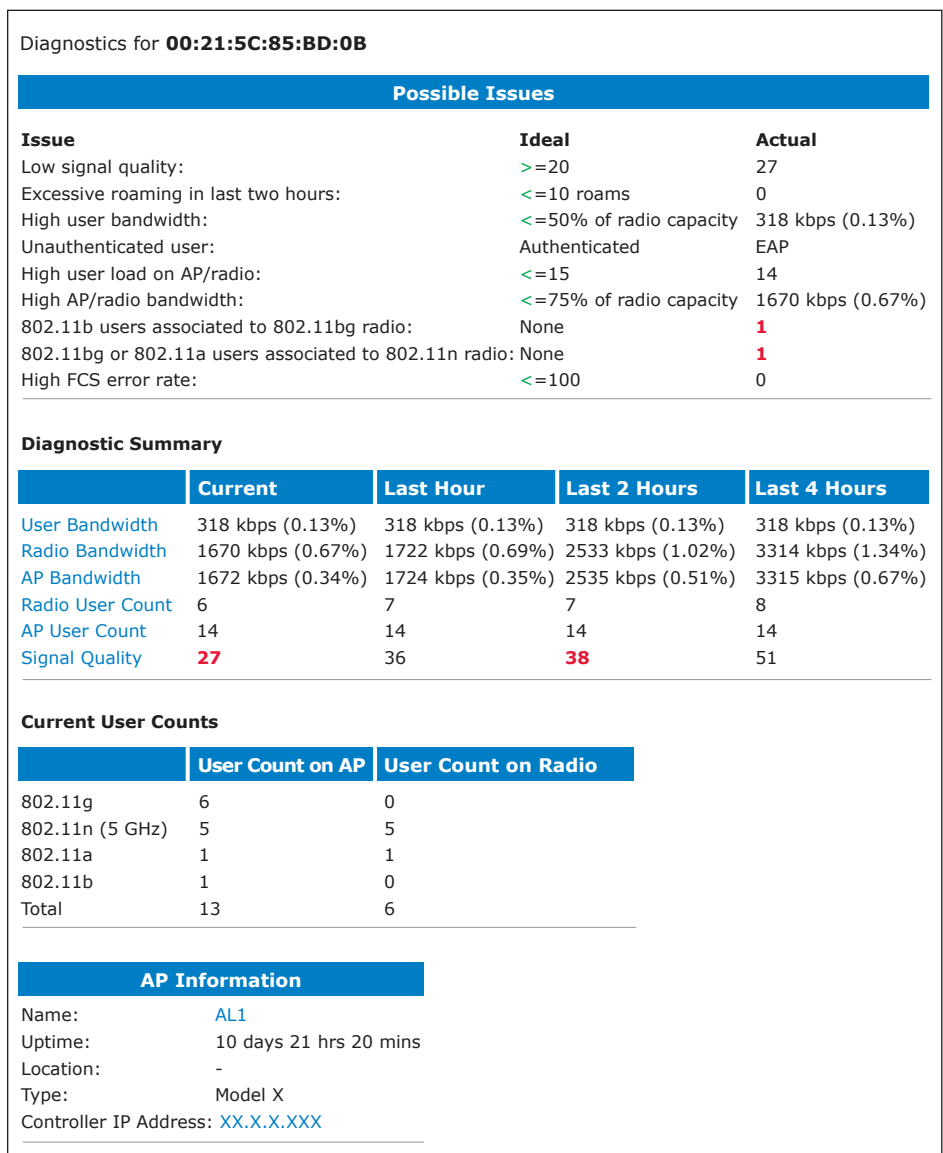 Diagnostics for 00:21:5C:85:BD:0B
Possible Issues
Issue Ideal Actual
Low signal quality: >=20 27
Excessive roaming in last two hours: <=10 roams 0
High user bandwidth: <=50% of radio capacity 318 kbps (0.13%)
Unauthenticated user: Authenticated EAP
High user load on AP/radio: <=15 14
High AP/radio bandwidth: <=75% of radio capacity 1670 kbps (0.67%)
802.11b users associated to 802.11bg radio: None 1
802.11bg or 802.11a users associated to 802.11n radio: None 1
High FCS error rate: <=100 0
Diagnostic Summary
Current Last Hour Last 2 Hours Last 4 Hours
User Bandwidth 318 kbps (0.13%) 318 kbps (0.13%) 318 kbps (0.13%) 318 kbps (0.13%)
Radio Bandwidth 1670 kbps (0.67%) 1722 kbps (0.69%) 2533 kbps (1.02%) 3314 kbps (1.34%)
AP Bandwidth 1672 kbps (0.34%) 1724 kbps (0.35%) 2535 kbps (0.51%) 3315 kbps (0.67%)
Radio User Count 6 7 7 8
AP User Count 14 14 14 14
Signal Quality 27 36 38 51
Current User Counts
User Count on AP User Count on Radio
802.11g 6 0
802.11n (5 GHz) 5 5
802.11a 1 1
802.11b 1 0
Total 13 6
AP Information
Name: AL1
Uptime: 10 days 21 hrs 20 mins
Location: -
Type: Model X
Controller IP Address: XX.X.X.XXX